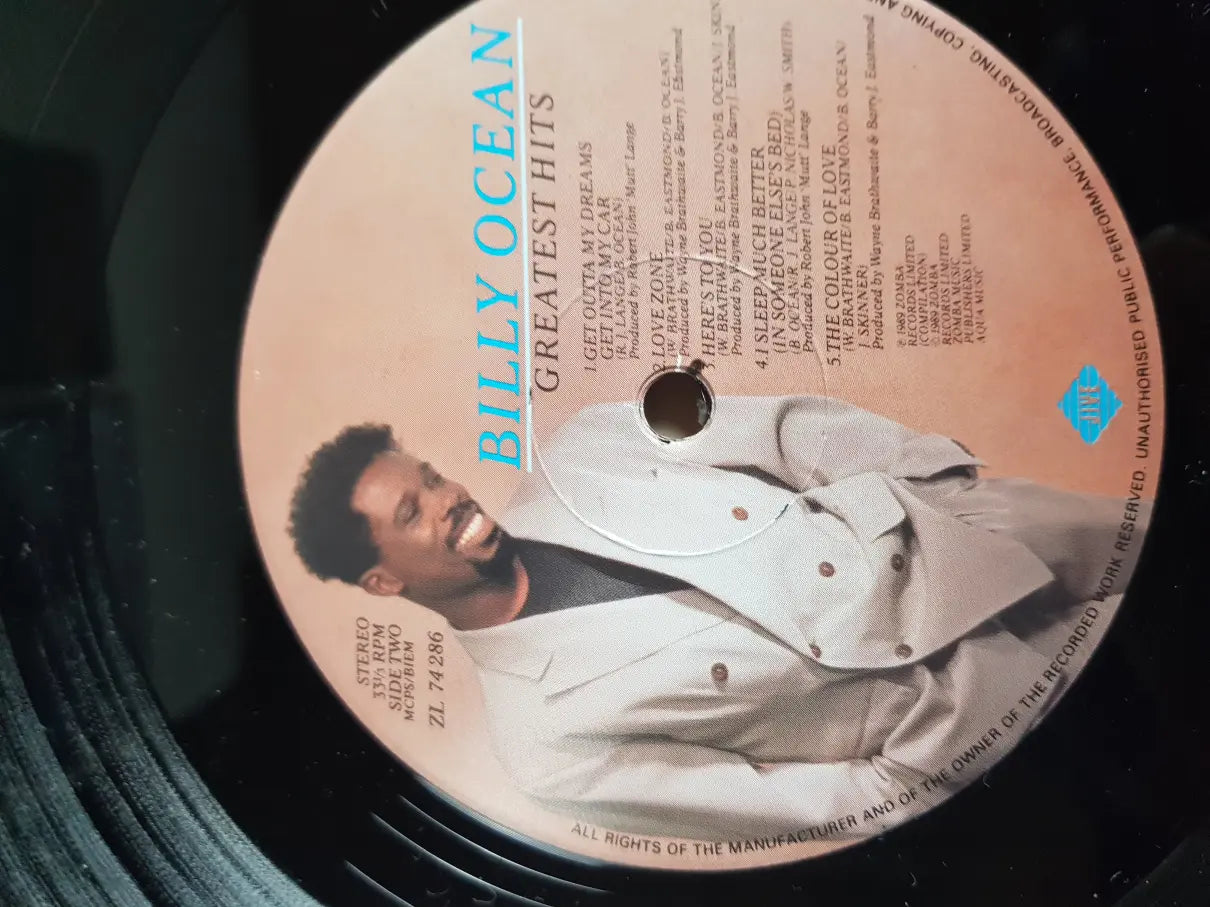 BILLY OCEAN
GREATEST HITS
1. GET OUTTA MY DREAMS
GET INTO MY CAR
(R. J. LANGE/B. OCEAN)
Produced by Robert John 'Mutt' Lange
2. LOVE ZONE
(W. BRATHWAITE/B. EASTMOND/B. OCEAN)
Produced by Wayne Brathwaite & Barry J. Eastmond
3. HERE'S TO YOU
(W. BRATHWAITE/B. EASTMOND/B. OCEAN/J. SKIN
Produced by Wayne Brathwaite & Barry J. Eastmond
4. I SLEEP MUCH BETTER
(IN SOMEONE ELSE'S BED)
(B. OCEAN/R. J. LANGE/P. NICHOLAS/W. SMITH)
Produced by Robert John 'Mutt' Lange
5. THE COLOUR OF LOVE
(W. BRATHWAITE/B. EASTMOND/B. OCEAN/
J. SKINNER)
Produced by Wayne Brathwaite & Barry J. Eastmond
℗ 1989 ZOMBA
RECORDS LIMITED
(COMPILATION)
© 1989 ZOMBA
RECORDS LIMITED
ZOMBA MUSIC
PUBLISHERS LIMITED
AQUA MUSIC
JIVE
STEREO
33⅓ RPM
SIDE TWO
MCPS/BIEM
ZL 74286
ALL RIGHTS OF THE MANUFACTURER AND OF THE OWNER OF THE RECORDED WORK RESERVED. UNAUTHORISED PUBLIC PERFORMANCE, BROADCASTING, COPYING AN